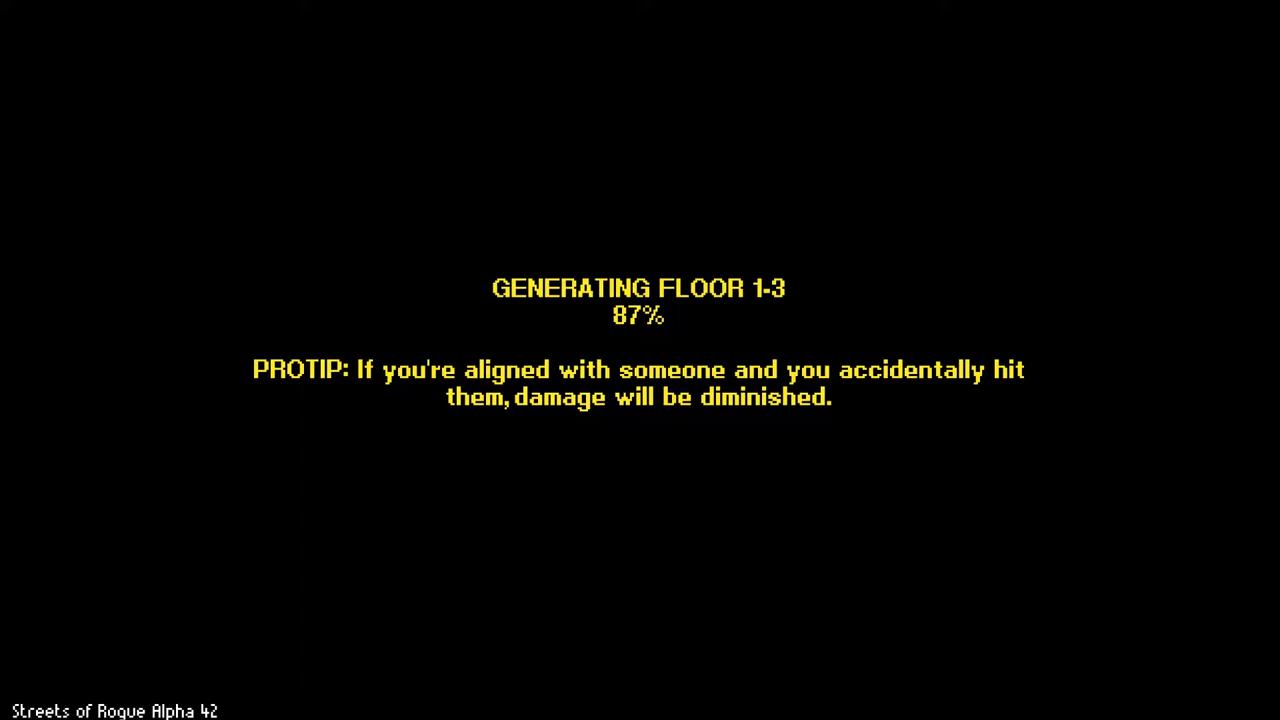 GENERATING FLOOR 1-3
87%
PROTIP: If you're aligned with someone and you accidentally hit
them, damage will be diminished.
Streets of Rogue Alpha 42